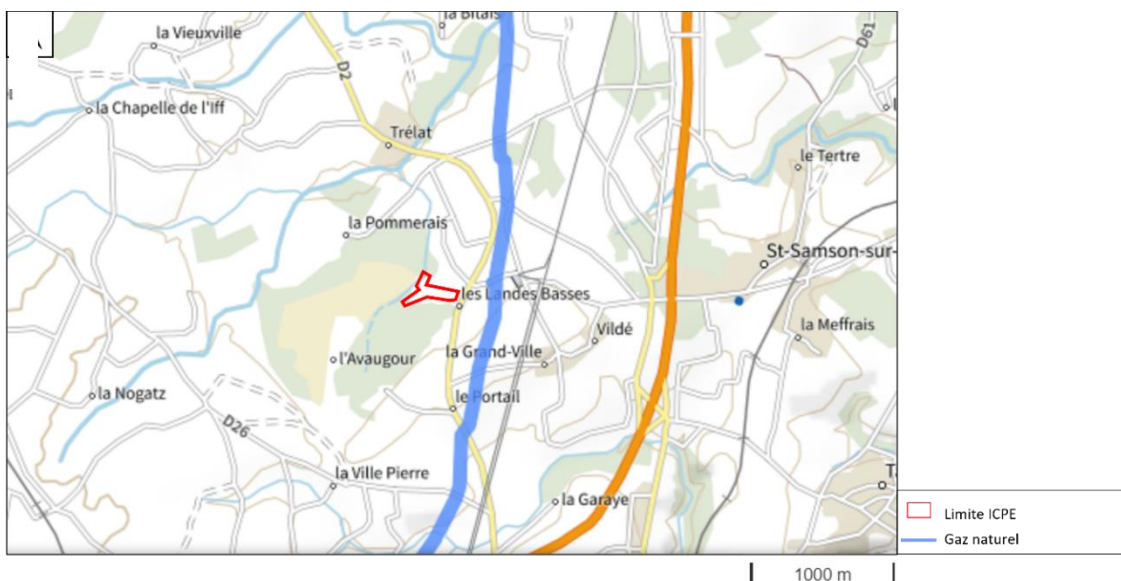 la Bitais
la Vieuxville
D61
D2
la Chapelle de l'Iff
Trélat
le Tertre
la Pommerais
St-Samson-sur-
les Landes Basses
la Meffrais
Vildé
la Grand-Ville
l'Avaugour
la Nogatz
le Portail
D26
la Ville Pierre
la Garaye
Limite ICPE
Gaz naturel
1000 m